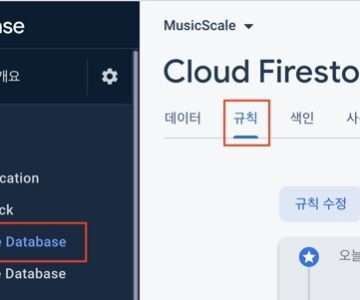 ase
개요
cation
ck
e Database
e Database
MusicScale
Cloud Firesto
데이터
규칙
색인
사
규칙 수정
오늘